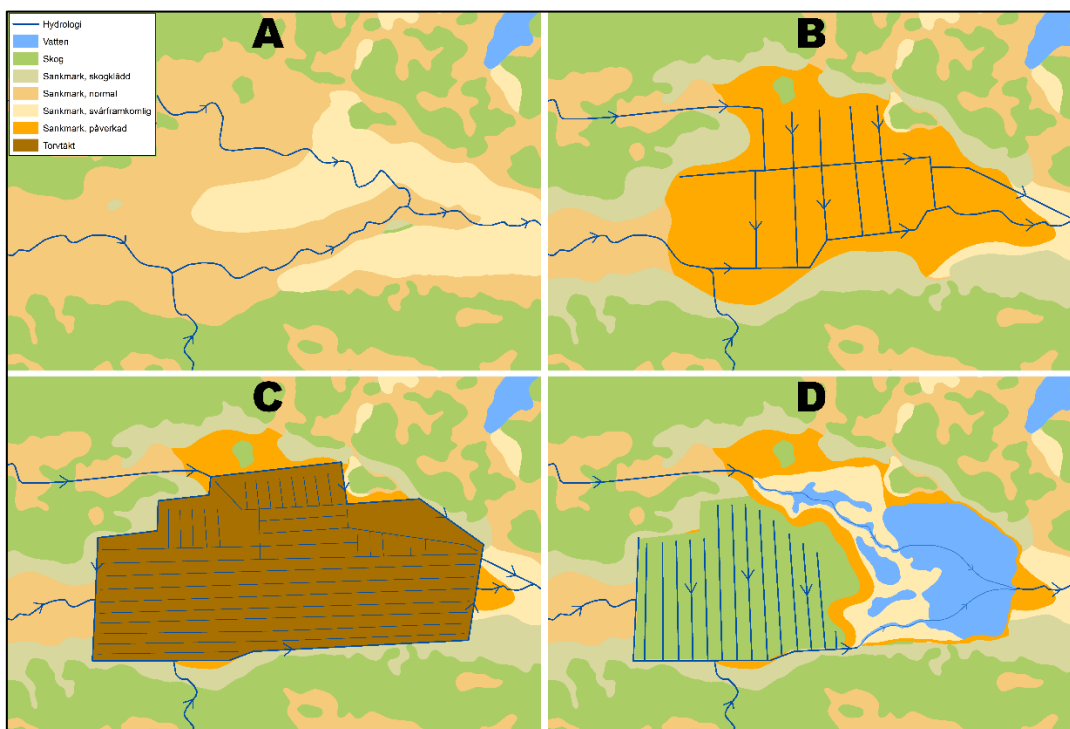 A
B
Hydrologi
Vatten
Skog
Sankmark, skogklädd
Sankmark, normal
Sankmark, svårframkomlig
Sankmark, påverkad
Torvtäkt
C
D